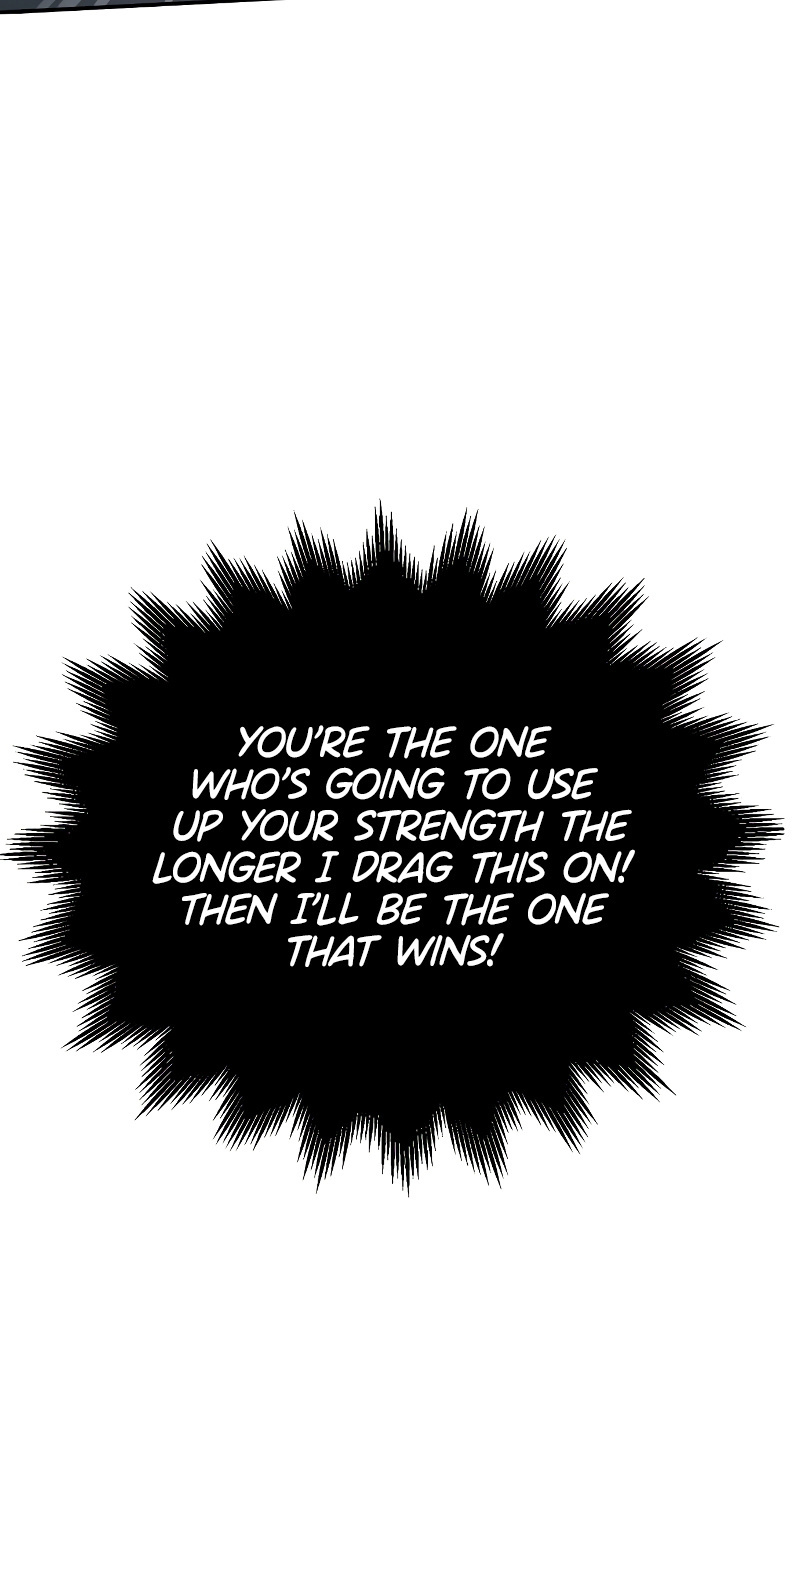 YOU'RE THE ONE
WHO'S GOING TO USE
UP YOUR STRENGTH THE
LONGER I DRAG THIS ON!
THEN I'LL BE THE ONE
THAT WINS!